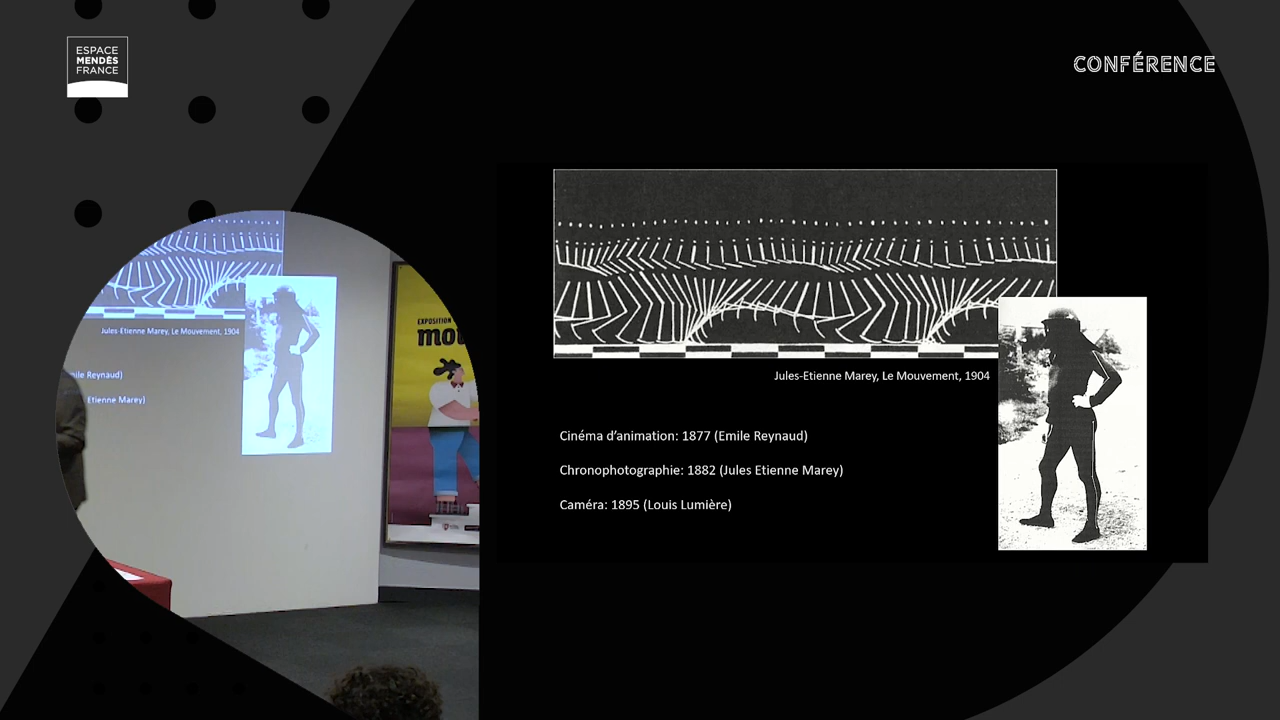 ESPACE
MENDÈS
FRANCE
CONFÉRENCE
Jules-Etienne Marey, Le Mouvement, 1904
Cinéma d'animation: 1877 (Emile Reynaud)
Chronophotographie: 1882 (Jules Etienne Marey)
Caméra: 1895 (Louis Lumière)
Jules-Etienne Marey, Le Mouvement, 1904
Reynaud)
Etienne Marey)
EXPOSITION